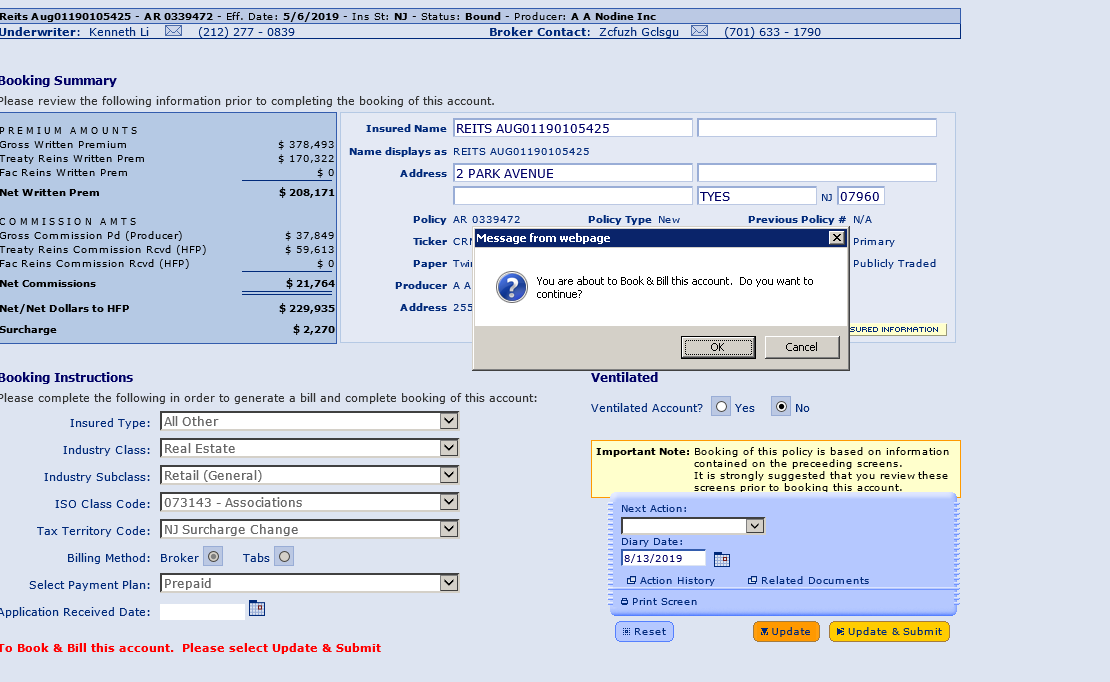 Reits Aug01190105425 - AR 0339472 - Eff. Date: 5/6/2019 - Ins St: NJ - Status: Bound - Producer: A A Nodine Inc
Underwriter: Kenneth Li (212) 277 - 0839 Broker Contact: Zcfuzh Gclsgu (701) 633 - 1790
Booking Summary
Please review the following information prior to completing the booking of this account.
PREMIUM AMOUNTS
Gross Written Premium $ 378,493
Treaty Reins Written Prem $ 170,322
Fac Reins Written Prem $ 0
Net Written Prem $ 208,171
COMMISSION AMTS
Gross Commission Pd (Producer) $ 37,849
Treaty Reins Commission Rcvd (HFP) $ 59,613
Fac Reins Commission Rcvd (HFP) $ 0
Net Commissions $ 21,764
Net/Net Dollars to HFP $ 229,935
Surcharge $ 2,270
Insured Name REITS AUG01190105425
Name displays as REITS AUG01190105425
Address 2 PARK AVENUE
TYES NJ 07960
Policy AR 0339472 Policy Type New Previous Policy # N/A
Ticker Primary
Paper Publicly Traded
Producer A A
Address 255
INFORMATION
Message from webpage
You are about to Book & Bill this account. Do you want to
continue?
OK Cancel
Booking Instructions
Please complete the following in order to generate a bill and complete booking of this account:
Insured Type: All Other
Industry Class: Real Estate
Industry Subclass: Retail (General)
ISO Class Code: 073143 - Associations
Tax Territory Code: NJ Surcharge Change
Billing Method: Broker Tabs
Select Payment Plan: Prepaid
Application Received Date:
To Book & Bill this account. Please select Update & Submit
Ventilated
Ventilated Account? Yes No
Important Note: Booking of this policy is based on information
contained on the preceeding screens.
It is strongly suggested that you review these
screens prior to booking this account.
Next Action:
Diary Date:
8/13/2019
Action History Related Documents
Print Screen
Reset Update Update & Submit